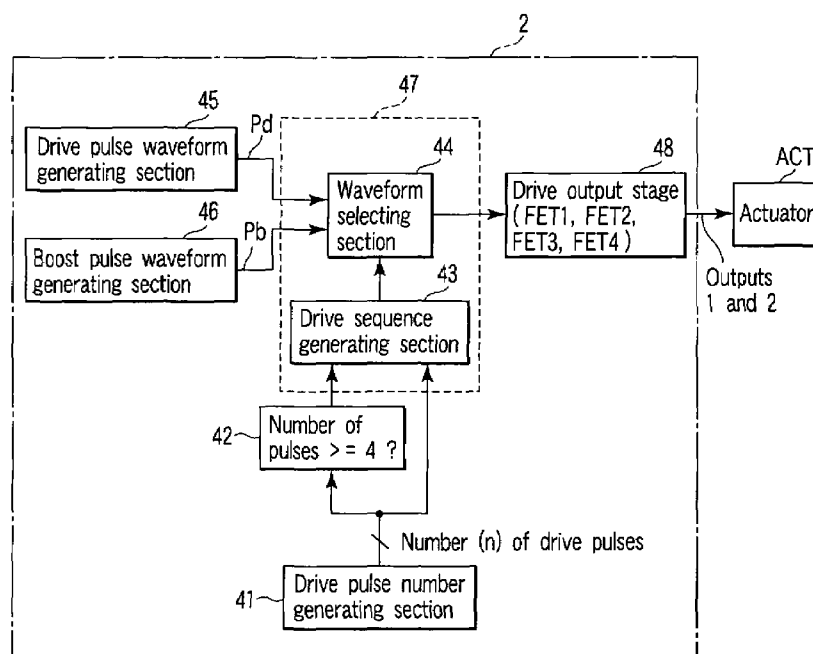 2
47
45
Pd
Drive pulse waveform
generating section
44
Waveform
selecting
section
48
Drive output stage
(FET1, FET2,
FET3, FET4)
ACT
Actuator
Outputs
1 and 2
46
Pb
Boost pulse waveform
generating section
43
Drive sequence
generating section
42
Number of
pulses >= 4 ?
Number (n) of drive pulses
41
Drive pulse number
generating section